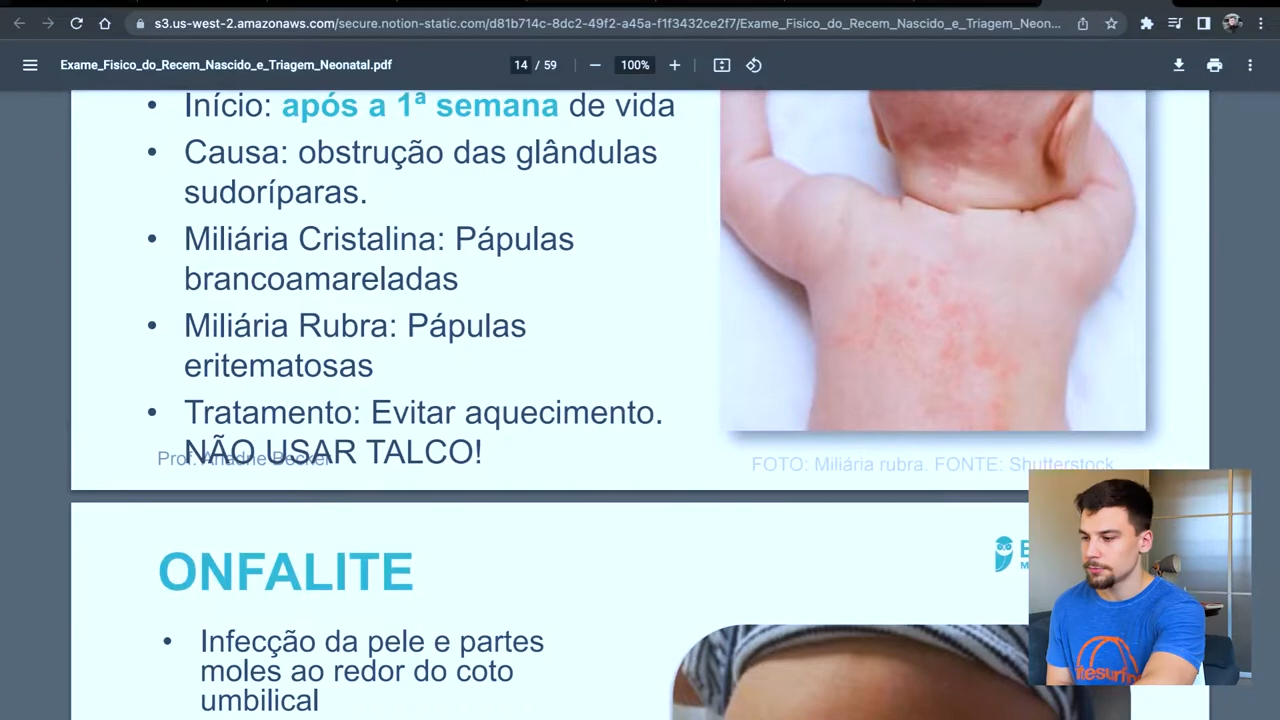 s3.us-west-2.amazonaws.com/secure.notion-static.com/d81b714c-8dc2-49f2-a45a-f1f3432ce2f7/Exame_Fisico_do_Recem_Nascido_e_Triagem_Neon...
Exame_Fisico_do_Recem_Nascido_e_Triagem_Neonatal.pdf
14 / 59
100%
• Início: após a 1ª semana de vida
• Causa: obstrução das glândulas
sudoríparas.
• Miliária Cristalina: Pápulas
brancoamareladas
• Miliária Rubra: Pápulas
eritematosas
• Tratamento: Evitar aquecimento.
NÃO USAR TALCO!
Prof. Ariadne Becker
FOTO: Miliária rubra. FONTE: Shutterstock
ONFALITE
• Infecção da pele e partes
moles ao redor do coto
umbilical